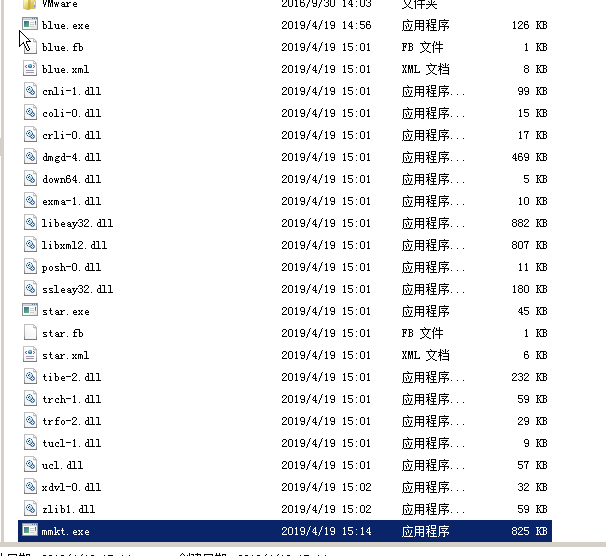 VMware 2016/9/30 14:03 文件夹
blue.exe 2019/4/19 14:56 应用程序 126 KB
blue.fb 2019/4/19 15:01 FB 文件 1 KB
blue.xml 2019/4/19 15:01 XML 文档 8 KB
cnli-1.dll 2019/4/19 15:01 应用程序... 99 KB
coli-0.dll 2019/4/19 15:01 应用程序... 15 KB
crli-0.dll 2019/4/19 15:01 应用程序... 17 KB
dmgd-4.dll 2019/4/19 15:01 应用程序... 469 KB
down64.dll 2019/4/19 15:01 应用程序... 5 KB
exma-1.dll 2019/4/19 15:01 应用程序... 10 KB
libeay32.dll 2019/4/19 15:01 应用程序... 882 KB
libxml2.dll 2019/4/19 15:01 应用程序... 807 KB
posh-0.dll 2019/4/19 15:01 应用程序... 11 KB
ssleay32.dll 2019/4/19 15:01 应用程序... 180 KB
star.exe 2019/4/19 15:01 应用程序 45 KB
star.fb 2019/4/19 15:01 FB 文件 1 KB
star.xml 2019/4/19 15:01 XML 文档 6 KB
tibe-2.dll 2019/4/19 15:01 应用程序... 232 KB
trch-1.dll 2019/4/19 15:01 应用程序... 59 KB
trfo-2.dll 2019/4/19 15:01 应用程序... 29 KB
tucl-1.dll 2019/4/19 15:01 应用程序... 9 KB
ucl.dll 2019/4/19 15:01 应用程序... 57 KB
xdvl-0.dll 2019/4/19 15:02 应用程序... 32 KB
zlib1.dll 2019/4/19 15:02 应用程序... 59 KB
mmkt.exe 2019/4/19 15:14 应用程序 825 KB